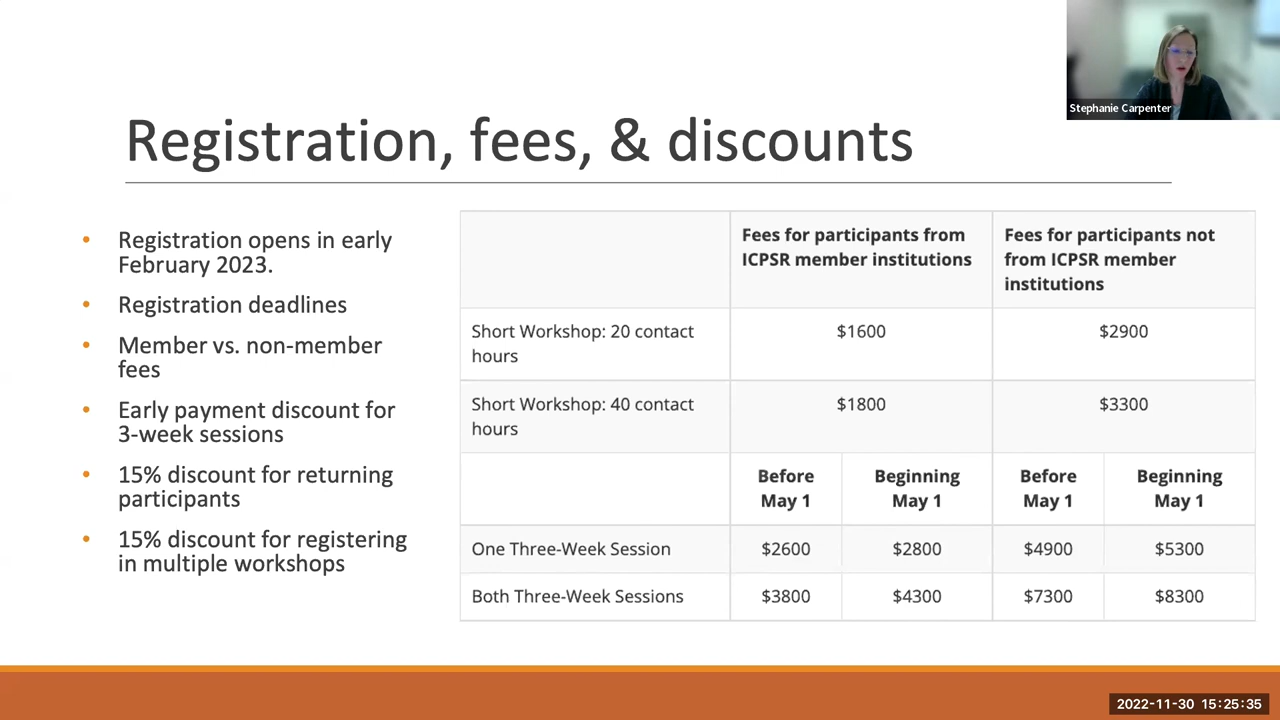 Stephanie Carpenter
Registration, fees, & discounts
• Registration opens in early
February 2023.
• Registration deadlines
• Member vs. non-member
fees
• Early payment discount for
3-week sessions
• 15% discount for returning
participants
• 15% discount for registering
in multiple workshops
Fees for participants from
ICPSR member institutions
Fees for participants not
from ICPSR member
institutions
Short Workshop: 20 contact
hours
$1600
$2900
Short Workshop: 40 contact
hours
$1800
$3300
Before
May 1
Beginning
May 1
Before
May 1
Beginning
May 1
One Three-Week Session
$2600
$2800
$4900
$5300
Both Three-Week Sessions
$3800
$4300
$7300
$8300
2022-11-30 15:25:35